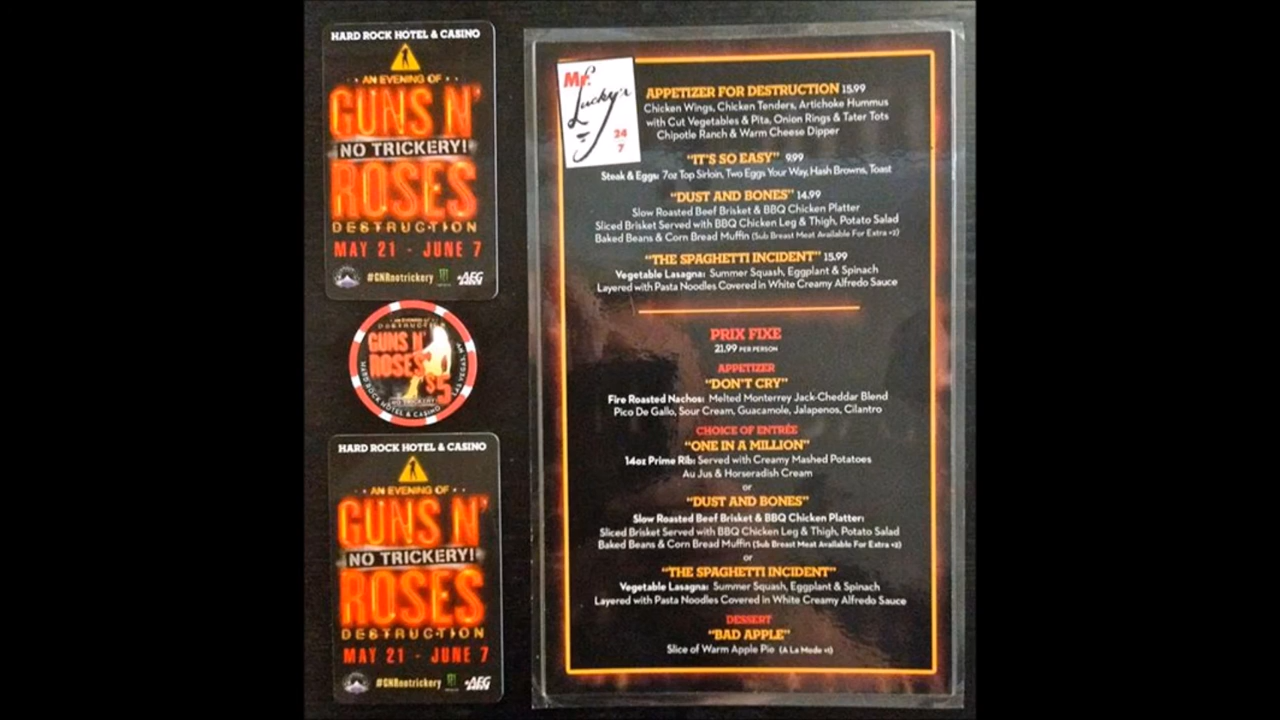 HARD ROCK HOTEL & CASINO
AN EVENING OF
GUNS N'
NO TRICKERY!
ROSES
DESTRUCTION
MAY 21 - JUNE 7
#GNRnotrickery
AEG
AN EVENING OF
DESTRUCTION
GUNS N'
ROSES
$5
NO TRICKERY!
HARD ROCK HOTEL & CASINO
LAS VEGAS, NV
HARD ROCK HOTEL & CASINO
AN EVENING OF
GUNS N'
NO TRICKERY!
ROSES
DESTRUCTION
MAY 21 - JUNE 7
#GNRnotrickery
AEG
Mr.
Lucky's
24
7
APPETIZER FOR DESTRUCTION 15.99
Chicken Wings, Chicken Tenders, Artichoke Hummus
with Cut Vegetables & Pita, Onion Rings & Tater Tots
Chipotle Ranch & Warm Cheese Dipper
"IT'S SO EASY" 9.99
Steak & Eggs: 7oz Top Sirloin, Two Eggs Your Way, Hash Browns, Toast
"DUST AND BONES" 14.99
Slow Roasted Beef Brisket & BBQ Chicken Platter
Sliced Brisket Served with BBQ Chicken Leg & Thigh, Potato Salad
Baked Beans & Corn Bread Muffin (Sub Breast Meat Available For Extra +2)
"THE SPAGHETTI INCIDENT" 15.99
Vegetable Lasagna: Summer Squash, Eggplant & Spinach
Layered with Pasta Noodles Covered in White Creamy Alfredo Sauce
PRIX FIXE
21.99 PER PERSON
APPETIZER
"DON'T CRY"
Fire Roasted Nachos: Melted Monterrey Jack-Cheddar Blend
Pico De Gallo, Sour Cream, Guacamole, Jalapenos, Cilantro
CHOICE OF ENTRÉE
"ONE IN A MILLION"
14oz Prime Rib: Served with Creamy Mashed Potatoes
Au Jus & Horseradish Cream
or
"DUST AND BONES"
Slow Roasted Beef Brisket & BBQ Chicken Platter:
Sliced Brisket Served with BBQ Chicken Leg & Thigh, Potato Salad
Baked Beans & Corn Bread Muffin (Sub Breast Meat Available For Extra +2)
or
"THE SPAGHETTI INCIDENT"
Vegetable Lasagna: Summer Squash, Eggplant & Spinach
Layered with Pasta Noodles Covered in White Creamy Alfredo Sauce
DESSERT
"BAD APPLE"
Slice of Warm Apple Pie (A La Mode +1)